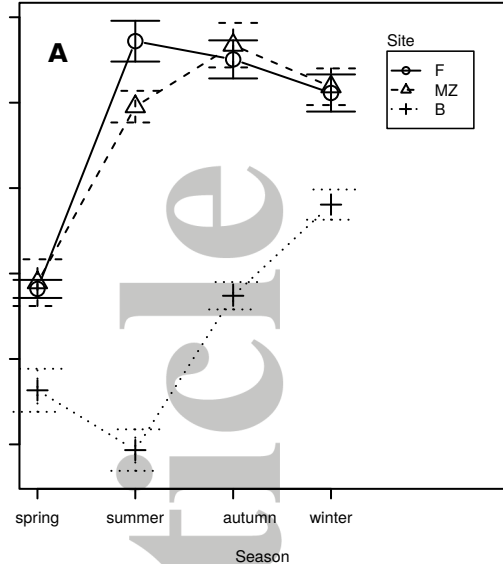 A
Site
F
MZ
B
ticle
spring summer autumn winter
Season